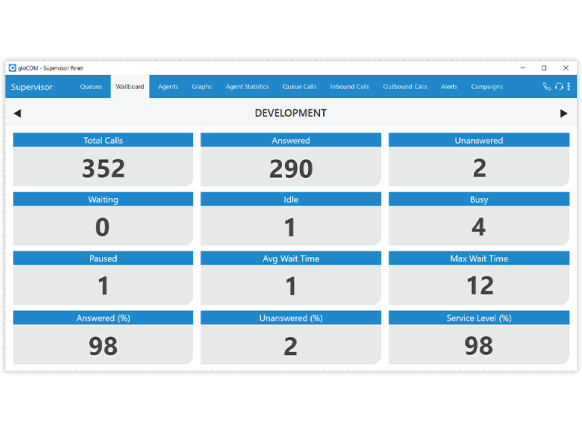 gloCOM - Supervisor Panel
Supervisor Queues Wallboard Agents Graphs Agent Statistics Queue Calls Inbound Calls Outbound Calls Alerts Campaigns
DEVELOPMENT
Total Calls Answered Unanswered
352 290 2
Waiting Idle Busy
0 1 4
Paused Avg Wait Time Max Wait Time
1 1 12
Answered (%) Unanswered (%) Service Level (%)
98 2 98